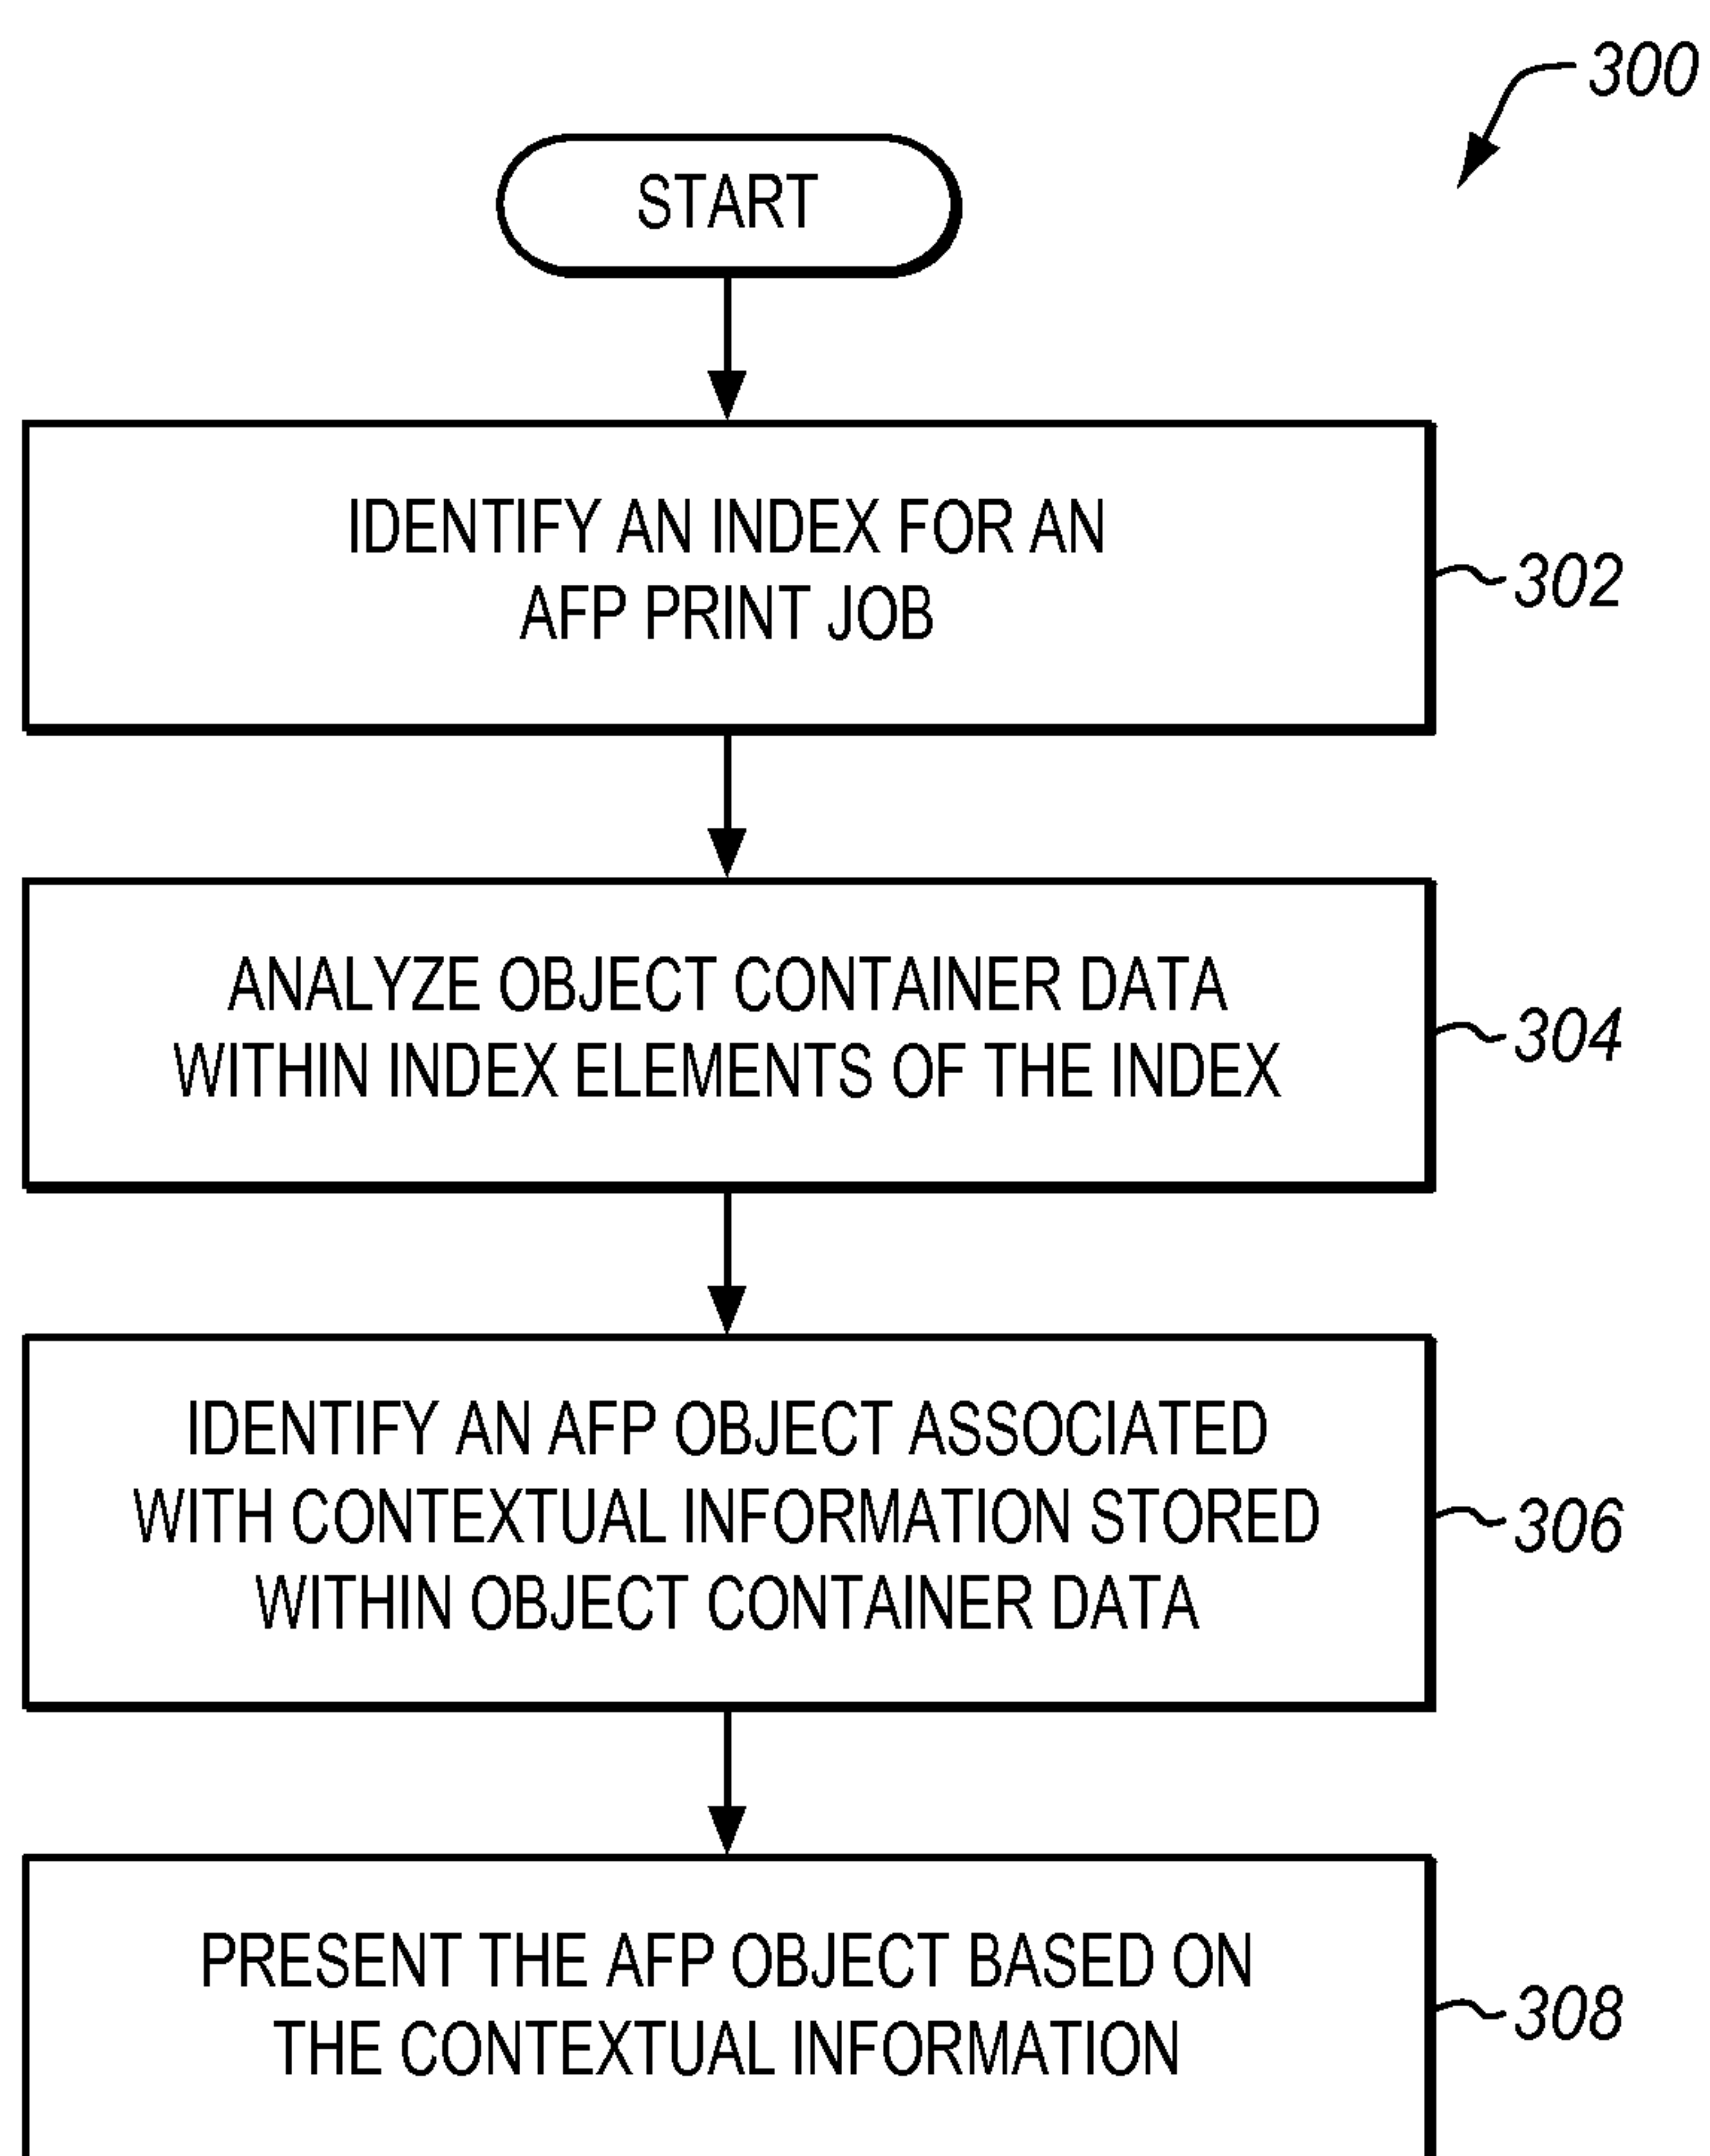 300
START
IDENTIFY AN INDEX FOR AN
AFP PRINT JOB
302
ANALYZE OBJECT CONTAINER DATA
WITHIN INDEX ELEMENTS OF THE INDEX
304
IDENTIFY AN AFP OBJECT ASSOCIATED
WITH CONTEXTUAL INFORMATION STORED
WITHIN OBJECT CONTAINER DATA
306
PRESENT THE AFP OBJECT BASED ON
THE CONTEXTUAL INFORMATION
308